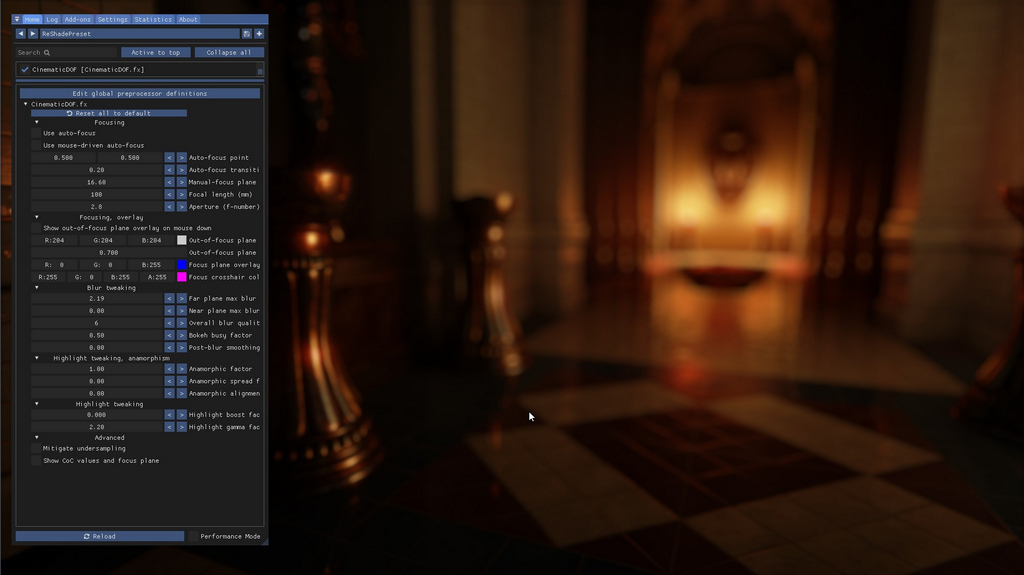 Home Log Add-ons Settings Statistics About
ReShadePreset
Search Active to top Collapse all
CinematicDOF [CinematicDOF.fx]
Edit global preprocessor definitions
CinematicDOF.fx
Reset all to default
Focusing
Use auto-focus
Use mouse-driven auto-focus
0.500 0.500 < > Auto-focus point
0.20 < > Auto-focus transiti
16.60 < > Manual-focus plane
100 < > Focal length (mm)
2.8 < > Aperture (f-number)
Focusing, overlay
Show out-of-focus plane overlay on mouse down
R:204 G:204 B:204 Out-of-focus plane
0.700 Out-of-focus plane
R: 0 G: 0 B:255 Focus plane overlay
R:255 G: 0 B:255 A:255 Focus crosshair col
Blur tweaking
2.19 < > Far plane max blur
0.00 < > Near plane max blur
6 < > Overall blur qualit
0.50 < > Bokeh busy factor
0.00 < > Post-blur smoothing
Highlight tweaking, anamorphism
1.00 < > Anamorphic factor
0.00 < > Anamorphic spread f
0.00 < > Anamorphic alignmen
Highlight tweaking
0.000 < > Highlight boost fac
2.20 < > Highlight gamma fac
Advanced
Mitigate undersampling
Show CoC values and focus plane
Reload Performance Mode